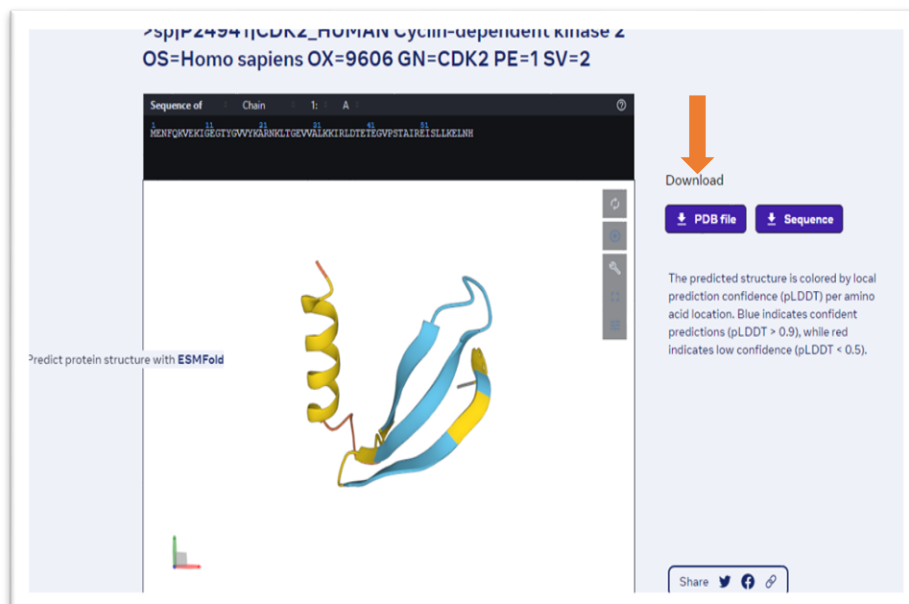 >sp|P24941|CDK2_HUMAN Cyclin-dependent kinase 2
OS=Homo sapiens OX=9606 GN=CDK2 PE=1 SV=2
Sequence of Chain 1: A
1 11 21 31 41 51
MENFQKVEKIGEGTYGVVYKARNKLTGEVVALKKIRLDTETEGVPSTAIREISLLKELNH
Download
PDB file Sequence
The predicted structure is colored by local
prediction confidence (pLDDT) per amino
acid location. Blue indicates confident
predictions (pLDDT > 0.9), while red
indicates low confidence (pLDDT < 0.5).
Predict protein structure with ESMFold
Share